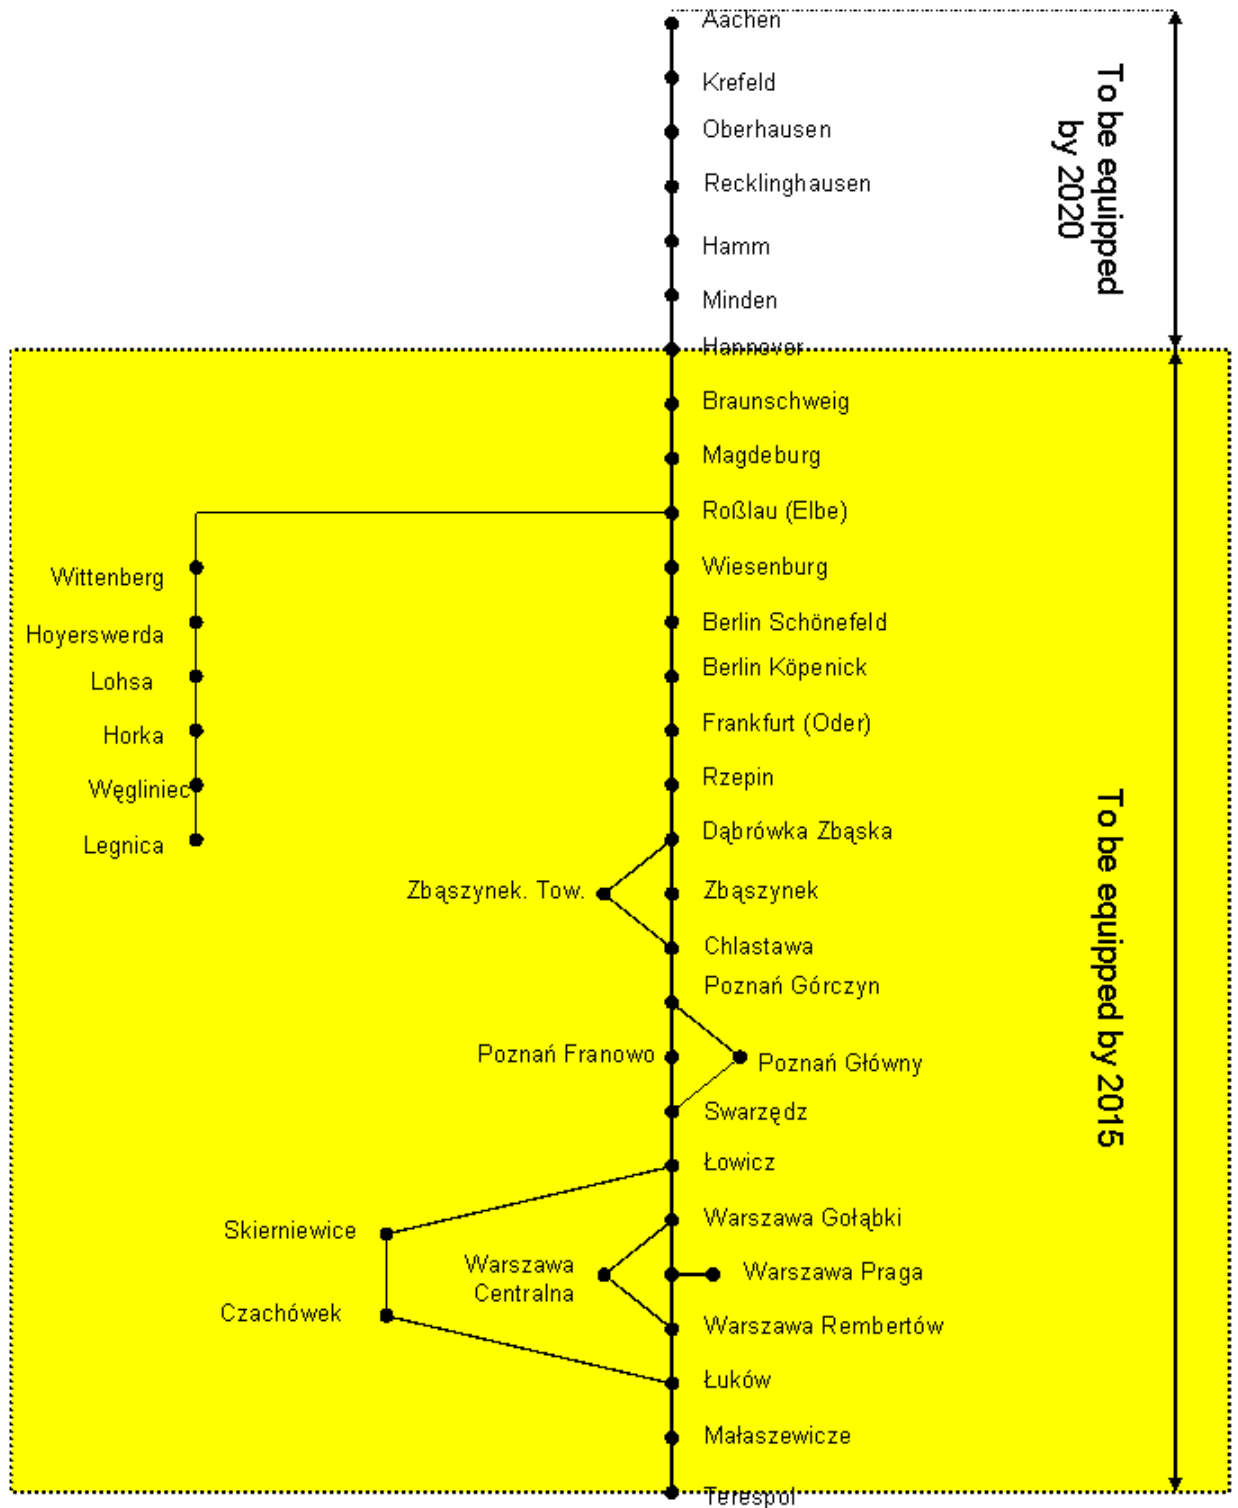 Aachen
Krefeld
Oberhausen
Recklinghausen
Hamm
Minden
Hannover
To be equipped
by 2020
Braunschweig
Magdeburg
Roßlau (Elbe)
Wittenberg
Wiesenburg
Hoyerswerda
Berlin Schönefeld
Lohsa
Berlin Köpenick
Horka
Frankfurt (Oder)
Węgliniec
Rzepin
Legnica
Dąbrówka Zbąska
Zbąszynek. Tow.
Zbąszynek
Chlastawa
Poznań Górczyn
Poznań Franowo
Poznań Główny
Swarzędz
To be equipped by 2015
Łowicz
Skierniewice
Warszawa Gołąbki
Warszawa
Centralna
Warszawa Praga
Czachówek
Warszawa Rembertów
Łuków
Małaszewicze
Terespol